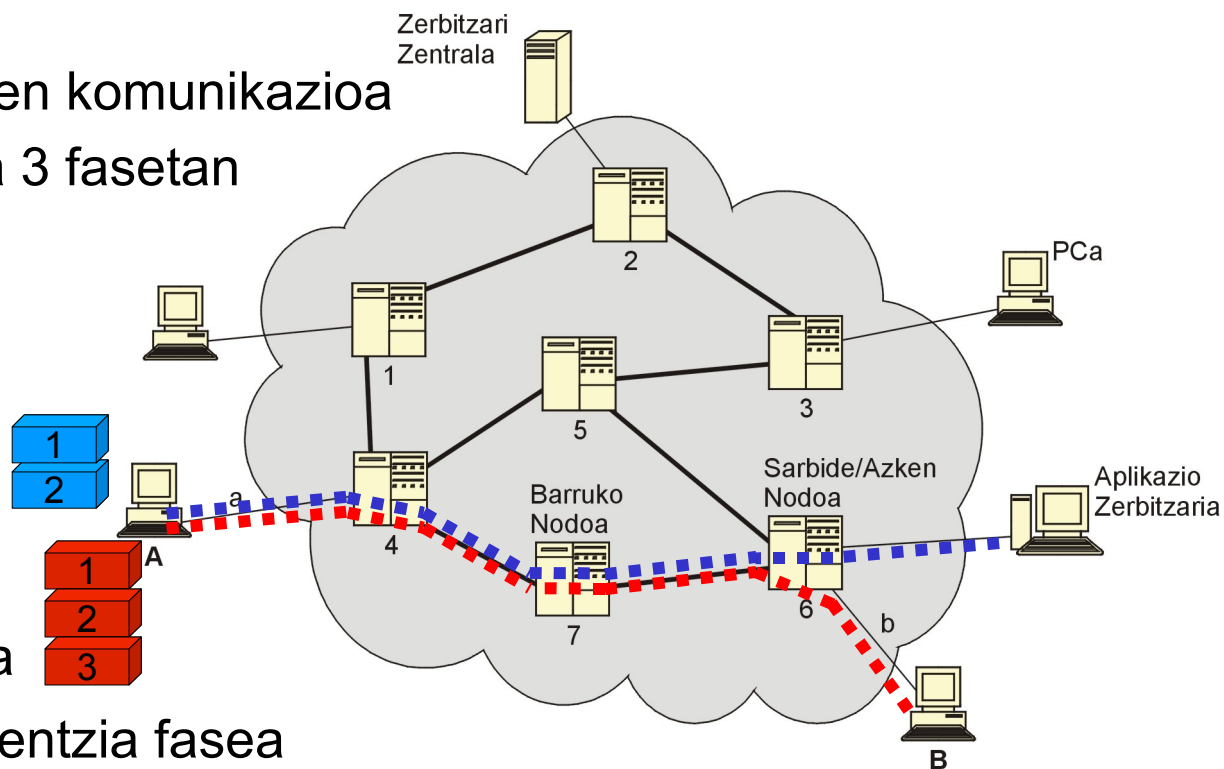 Zerbitzari
Zentrala
en komunikazioa
a 3 fasetan
2
PCa
1
3
5
1
2
a
A
4
Barruko
Nodoa
Sarbide/Azken
Nodoa
Aplikazio
Zerbitzaria
1
2
3
7
6
b
a
entzia fasea
B